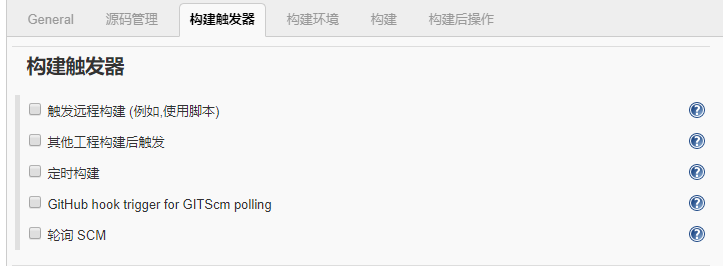 General 源码管理 构建触发器 构建环境 构建 构建后操作
构建触发器
触发远程构建 (例如,使用脚本)
其他工程构建后触发
定时构建
GitHub hook trigger for GITScm polling
轮询 SCM